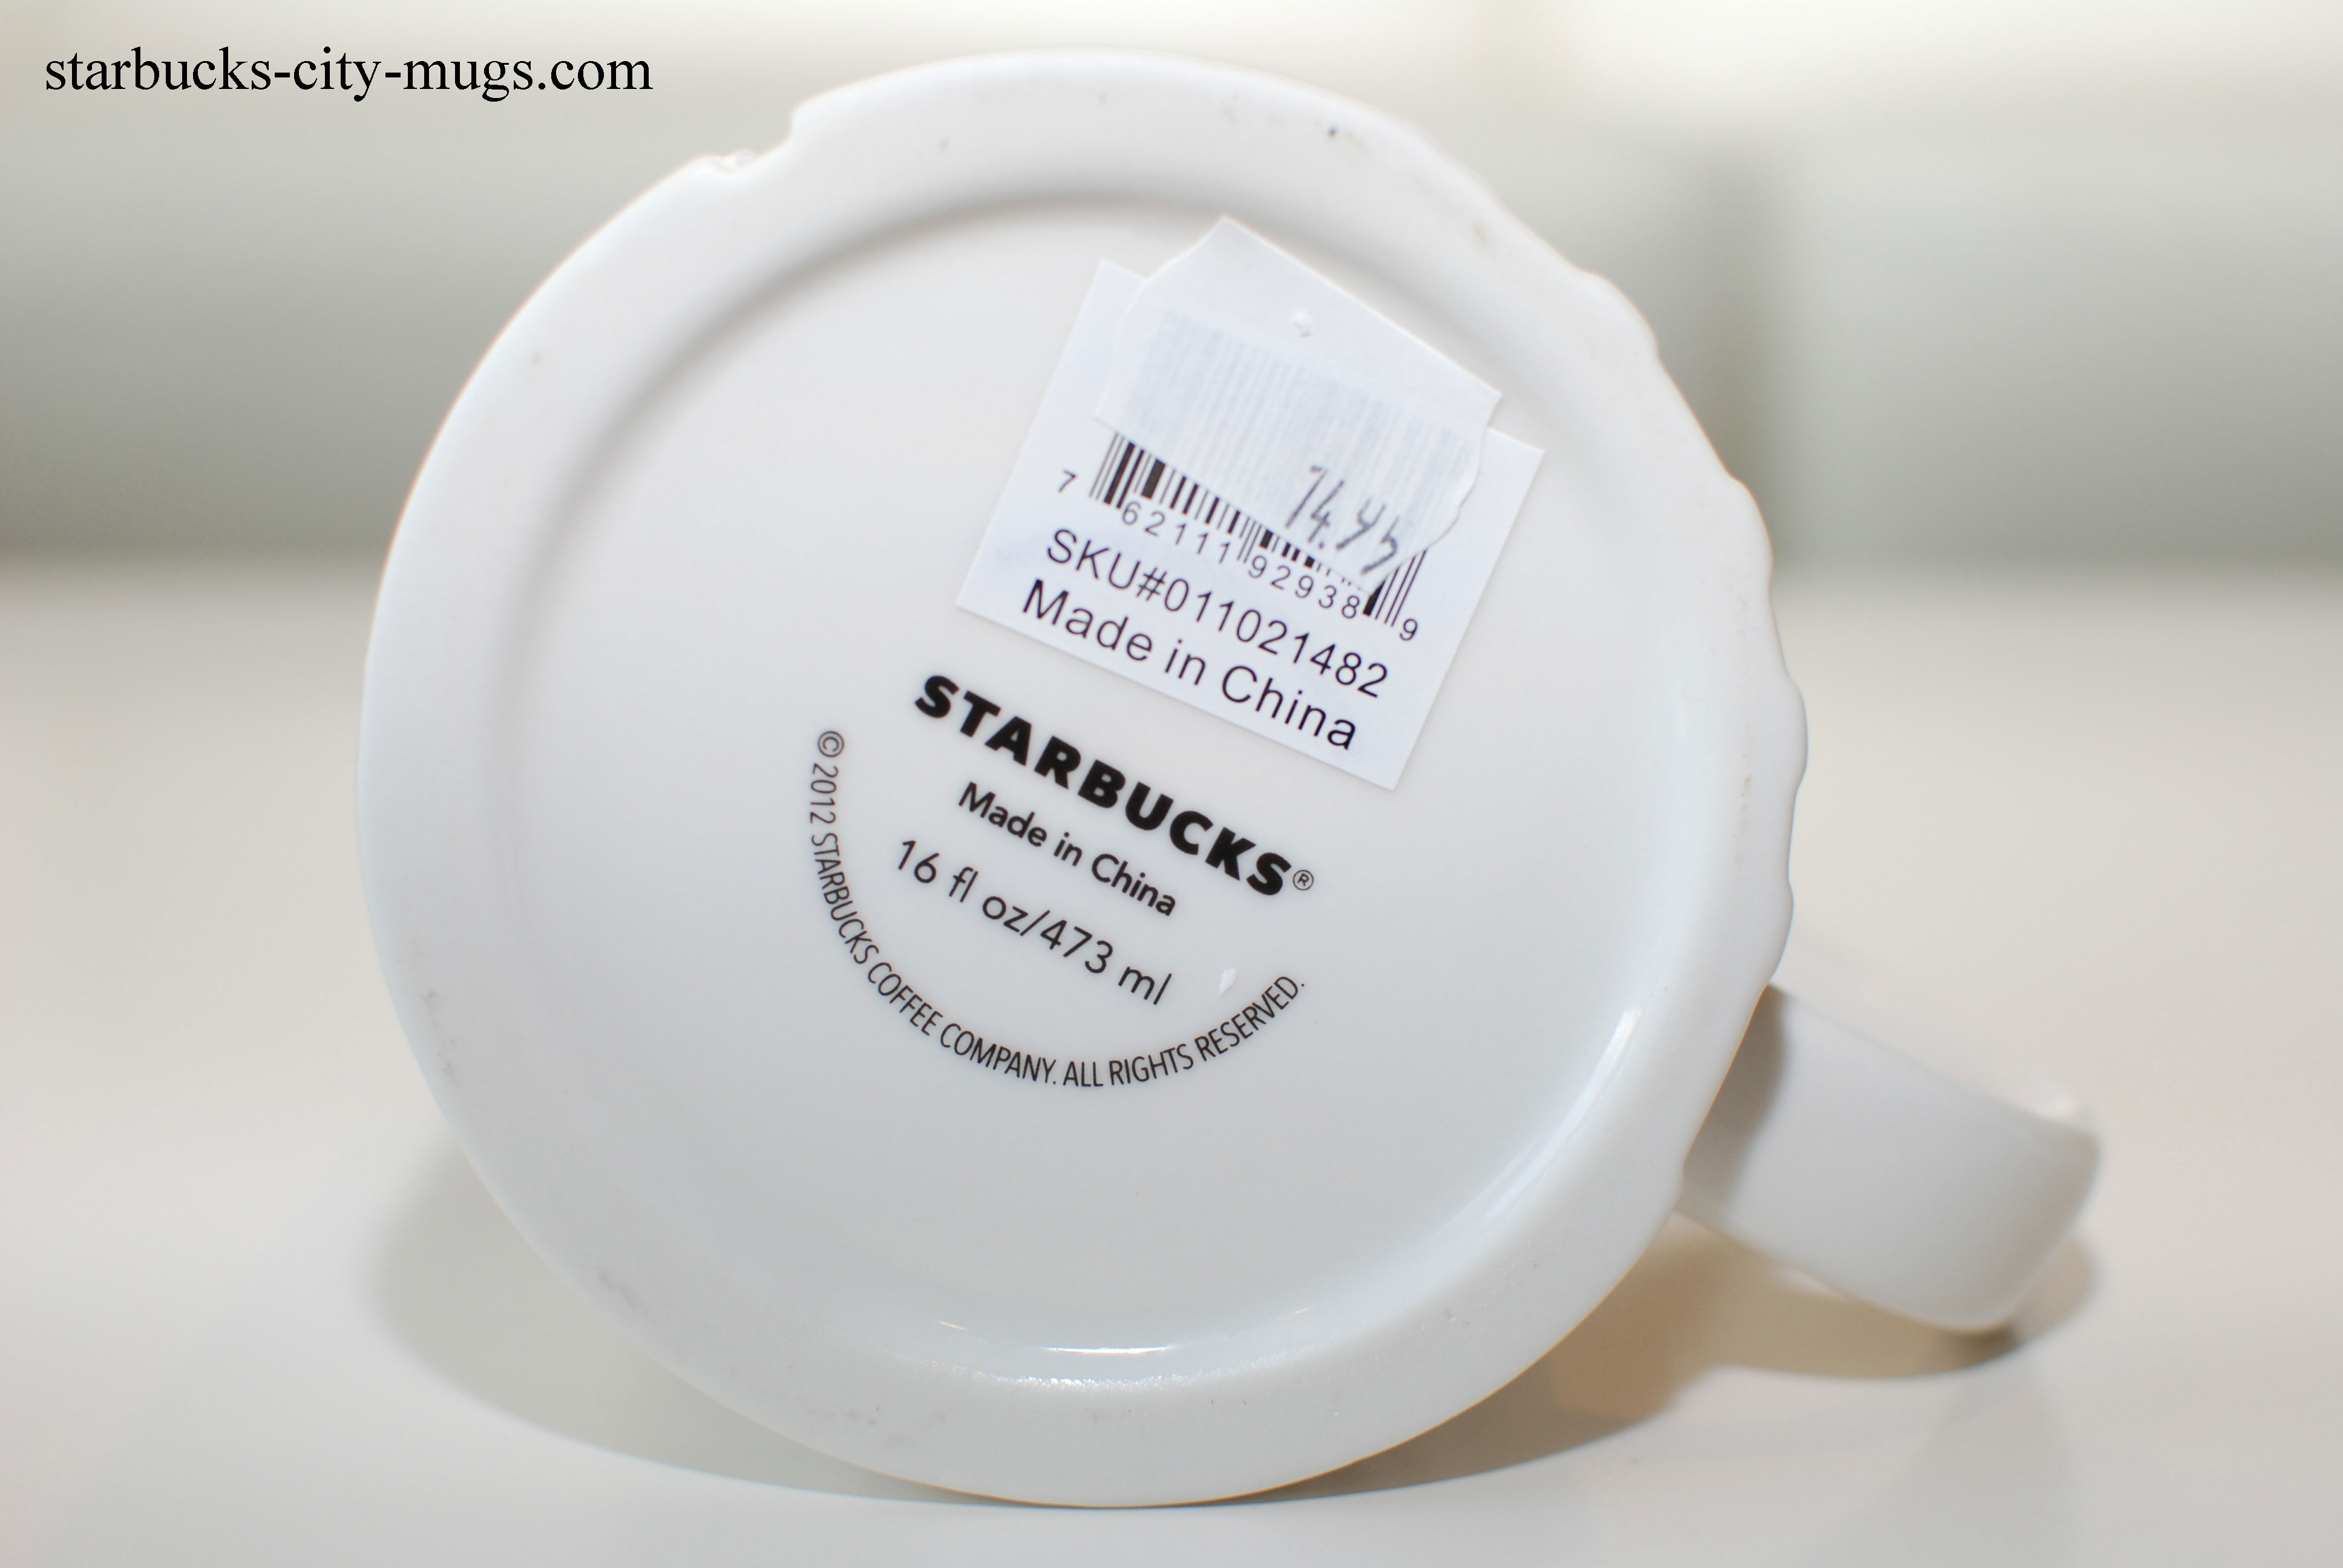 starbucks-city-mugs.com
14.95
7 62111 92938 9
SKU#011021482
Made in China
STARBUCKS®
Made in China
16 fl oz/473 ml
© 2012 STARBUCKS COFFEE COMPANY. ALL RIGHTS RESERVED.